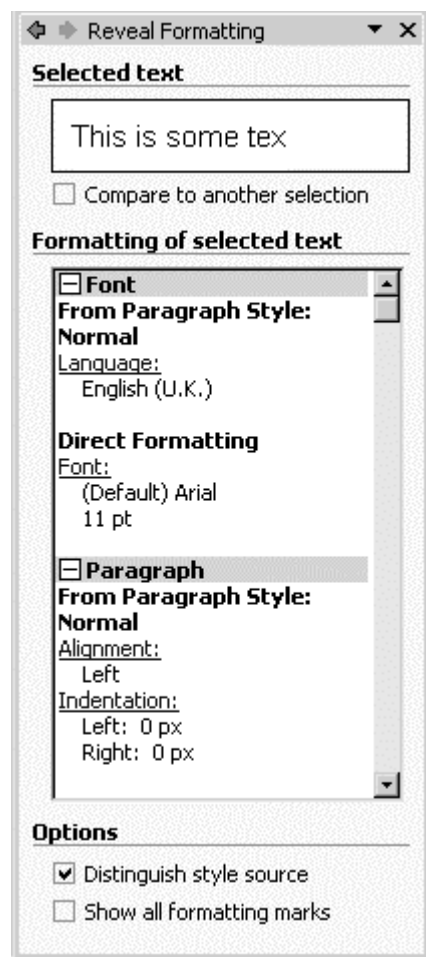 Reveal Formatting
Selected text
This is some tex
Compare to another selection
Formatting of selected text
Font
From Paragraph Style:
Normal
Language:
English (U.K.)
Direct Formatting
Font:
(Default) Arial
11 pt
Paragraph
From Paragraph Style:
Normal
Alignment:
Left
Indentation:
Left: 0 px
Right: 0 px
Options
Distinguish style source
Show all formatting marks